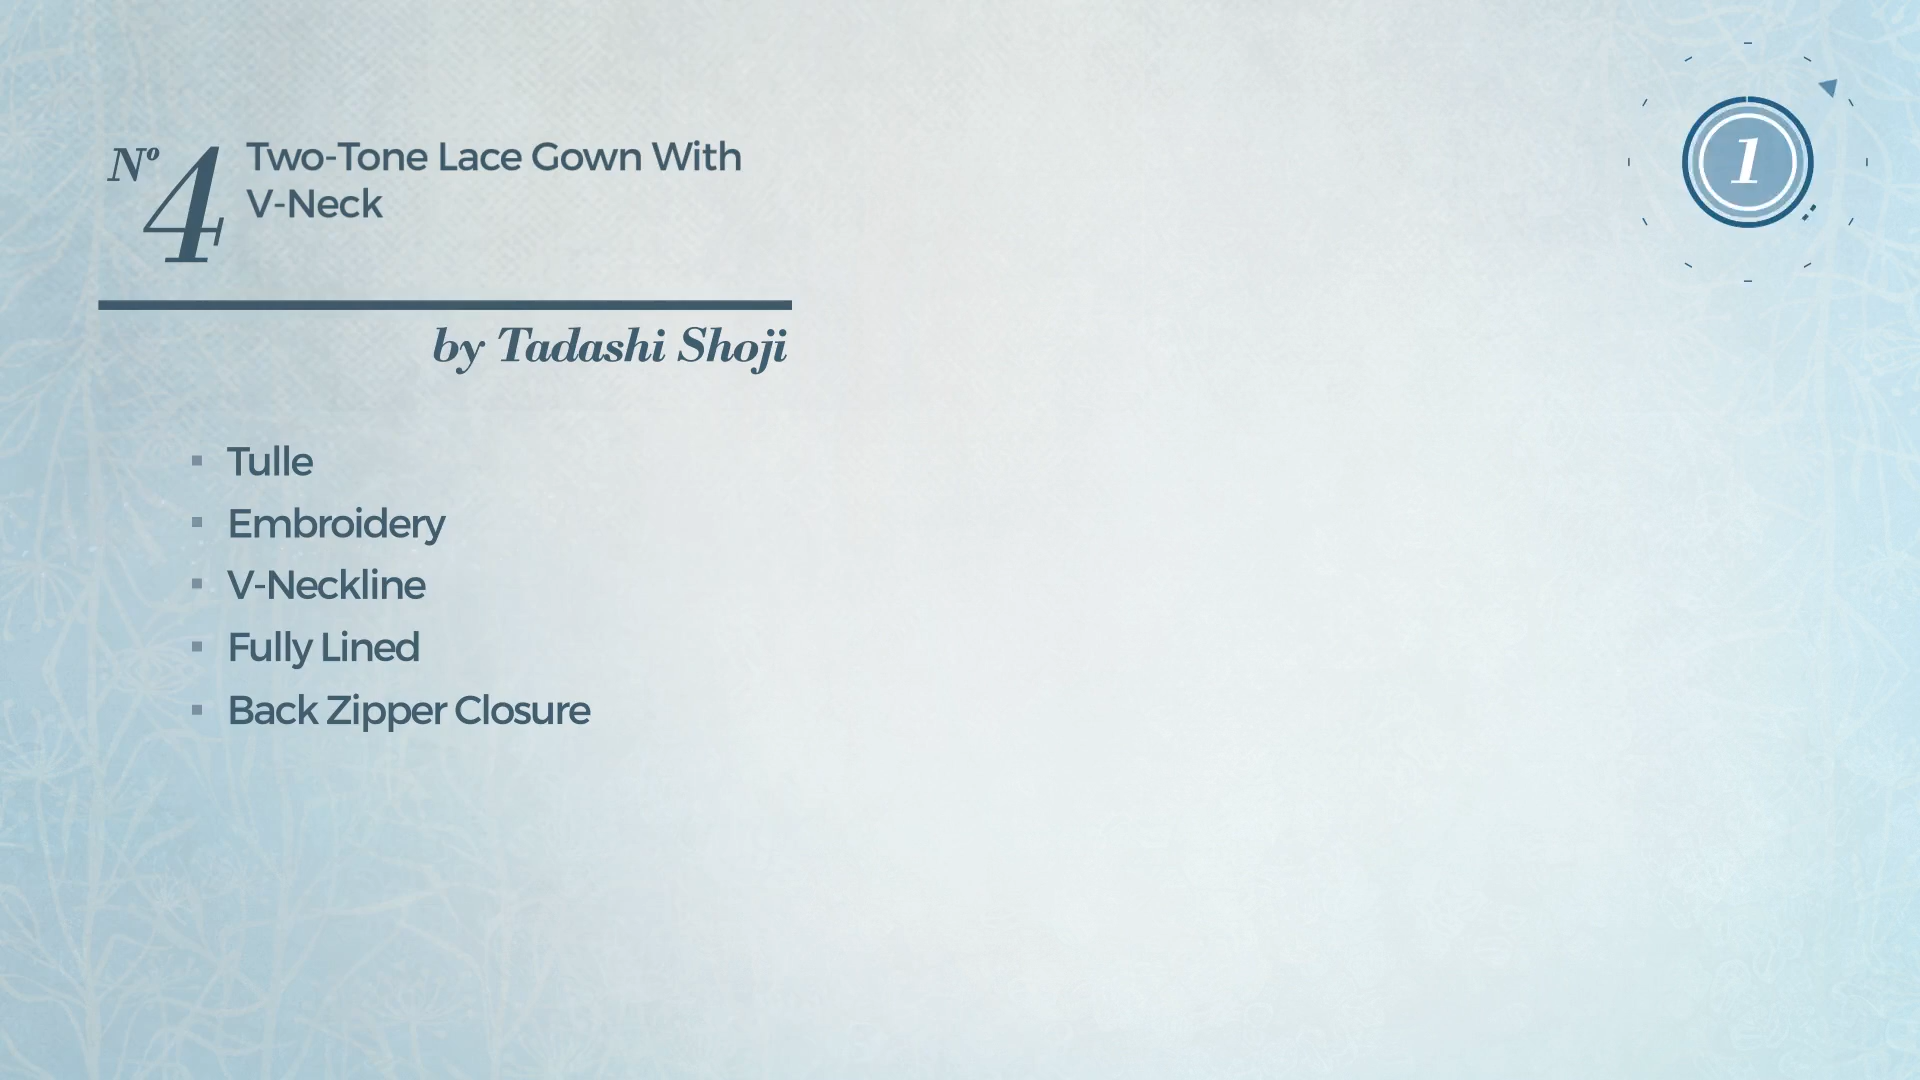 Nº 4 Two-Tone Lace Gown With
V-Neck
by Tadashi Shoji
Tulle
Embroidery
V-Neckline
Fully Lined
Back Zipper Closure
1